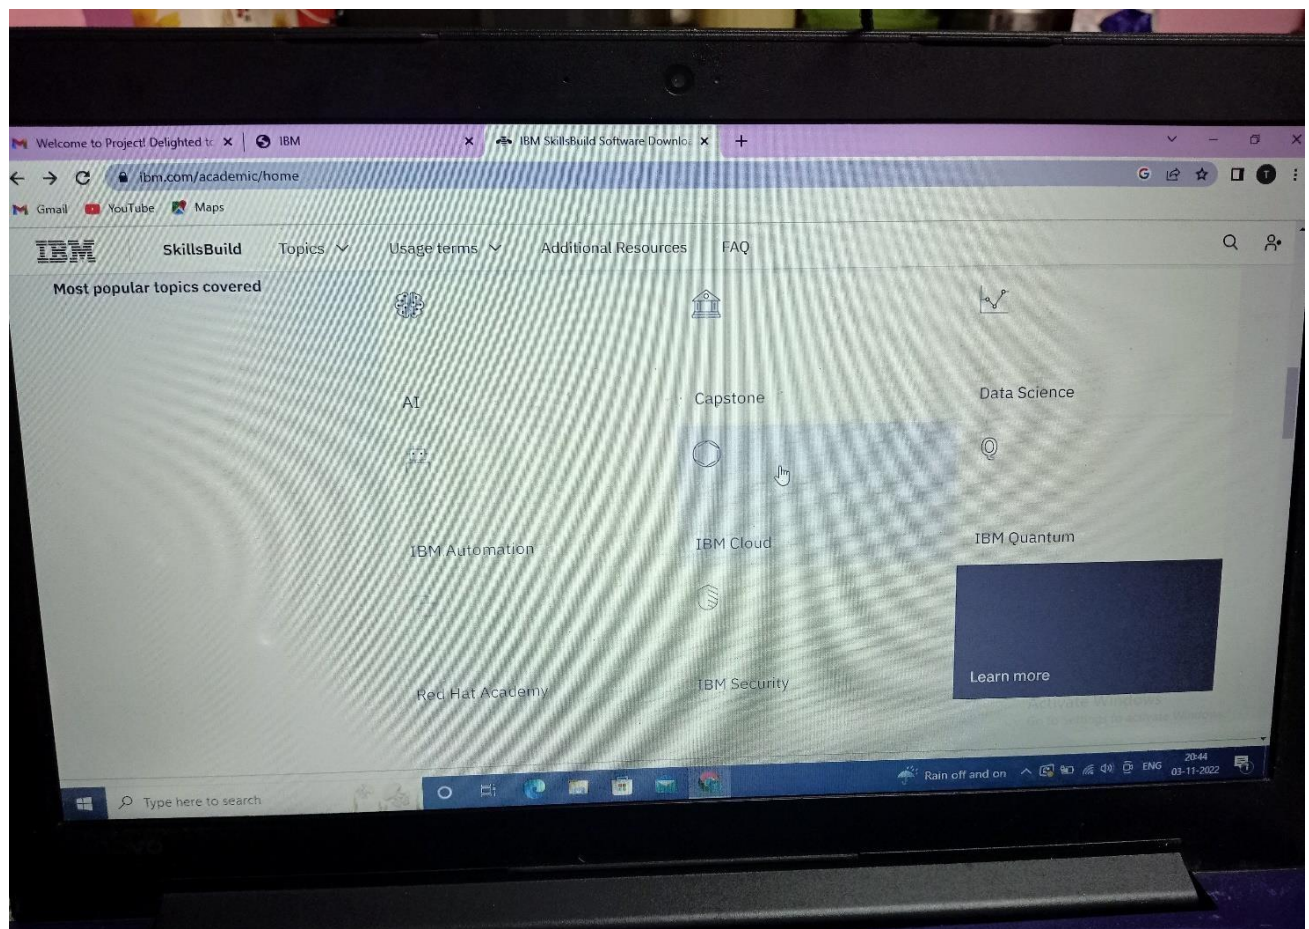 Welcome to Project! Delighted to
IBM
IBM SkillsBuild Software Downlo
ibm.com/academic/home
Gmail YouTube Maps
IBM SkillsBuild Topics Usage terms Additional Resources FAQ
Most popular topics covered
AI Capstone Data Science
IBM Automation IBM Cloud IBM Quantum
Red Hat Academy IBM Security Learn more
Activate Windows
Type here to search
Rain off and on
ENG
20:44
03-11-2022